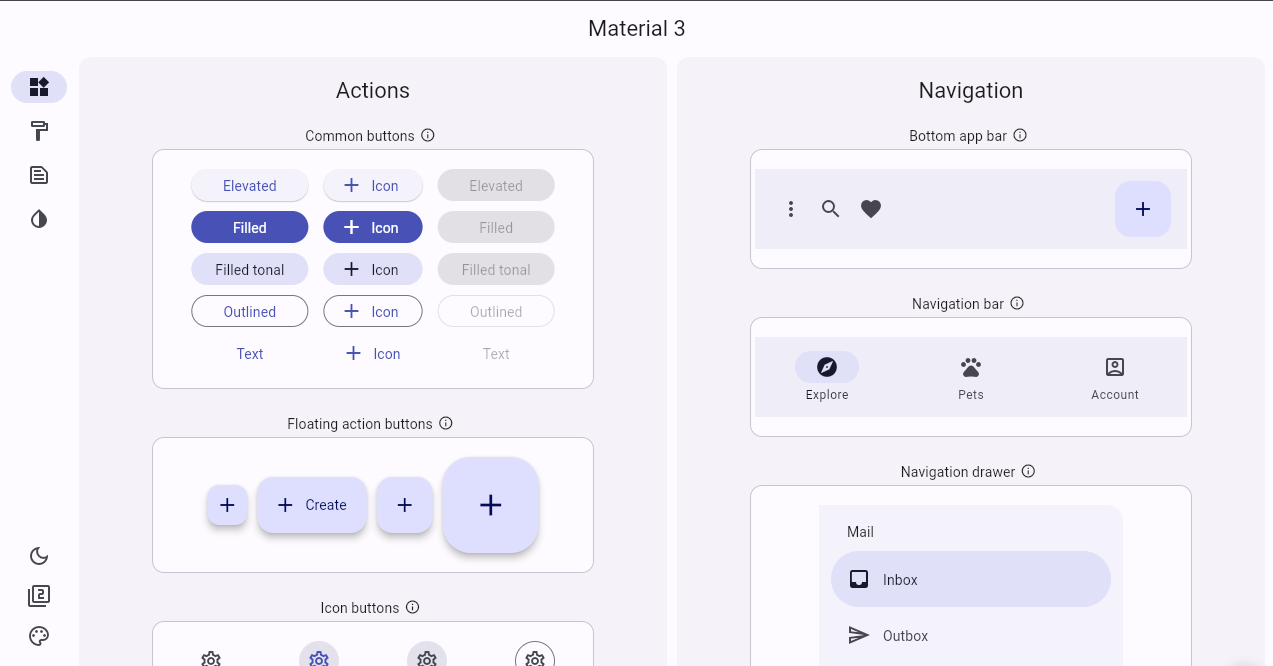 Material 3
Actions
Common buttons
Elevated
Icon
Elevated
Filled
Icon
Filled
Filled tonal
Icon
Filled tonal
Outlined
Icon
Outlined
Text
Icon
Text
Floating action buttons
Create
Icon buttons
Navigation
Bottom app bar
Navigation bar
Explore
Pets
Account
Navigation drawer
Mail
Inbox
Outbox
2